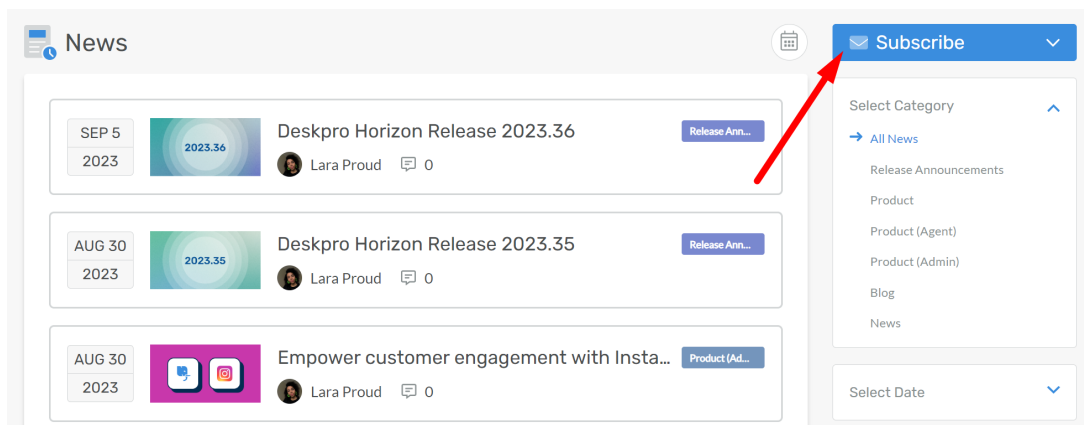 News
Subscribe
SEP 5
2023
2023.36
Deskpro Horizon Release 2023.36
Lara Proud
0
Release Ann...
AUG 30
2023
2023.35
Deskpro Horizon Release 2023.35
Lara Proud
0
Release Ann...
AUG 30
2023
Empower customer engagement with Insta...
Lara Proud
0
Product (Ad...
Select Category
All News
Release Announcements
Product
Product (Agent)
Product (Admin)
Blog
News
Select Date